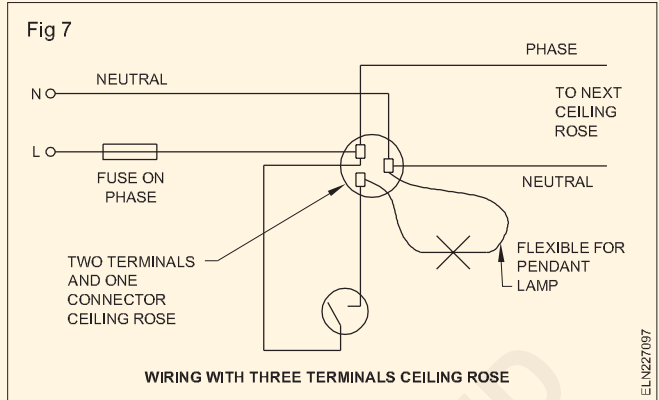 Fig 7
PHASE
NEUTRAL
N
TO NEXT
CEILING
ROSE
L
FUSE ON
PHASE
NEUTRAL
TWO TERMINALS
AND ONE
CONNECTOR
CEILING ROSE
FLEXIBLE FOR
PENDANT
LAMP
WIRING WITH THREE TERMINALS CEILING ROSE
ELN227097